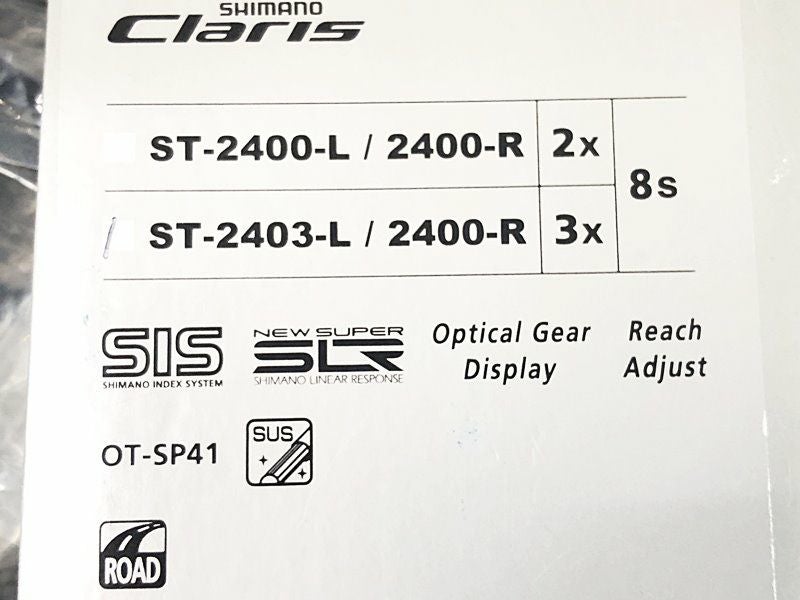 SHIMANO
Claris
ST-2400-L / 2400-R 2x
8s
ST-2403-L / 2400-R 3x
SIS
SHIMANO INDEX SYSTEM
NEW SUPER
SLR
SHIMANO LINEAR RESPONSE
Optical Gear
Display
Reach
Adjust
OT-SP41
SUS
ROAD